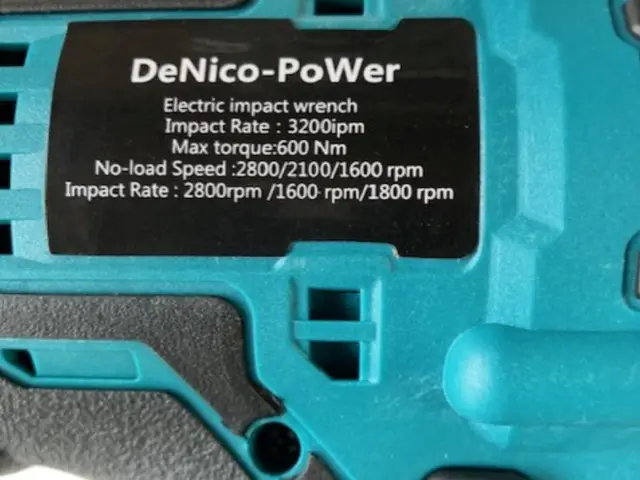 DeNico-PoWer
Electric impact wrench
Impact Rate : 3200ipm
Max torque:600 Nm
No-load Speed :2800/2100/1600 rpm
Impact Rate : 2800rpm /1600 rpm/1800 rpm